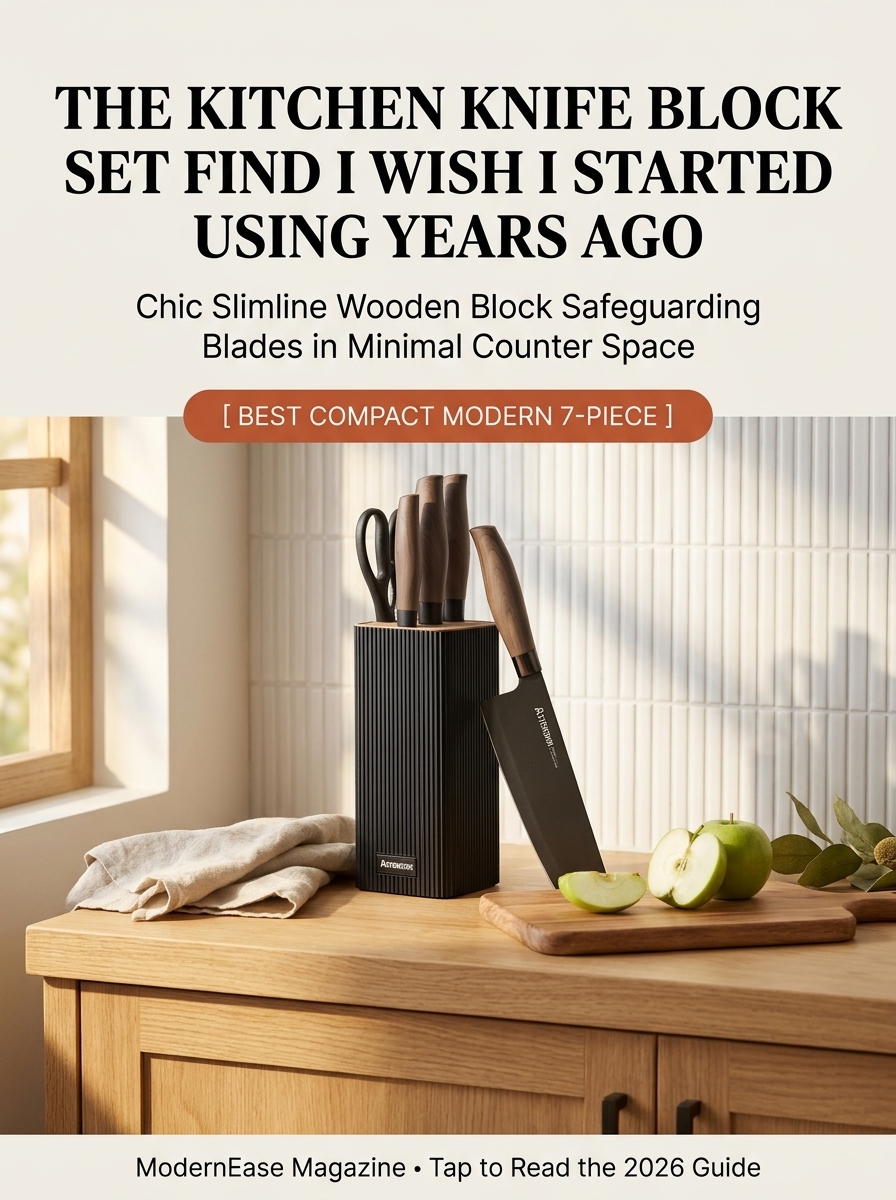 THE KITCHEN KNIFE BLOCK
SET FIND I WISH I STARTED
USING YEARS AGO
Chic Slimline Wooden Block Safeguarding
Blades in Minimal Counter Space
[ BEST COMPACT MODERN 7-PIECE ]
ModernEase Magazine • Tap to Read the 2026 Guide